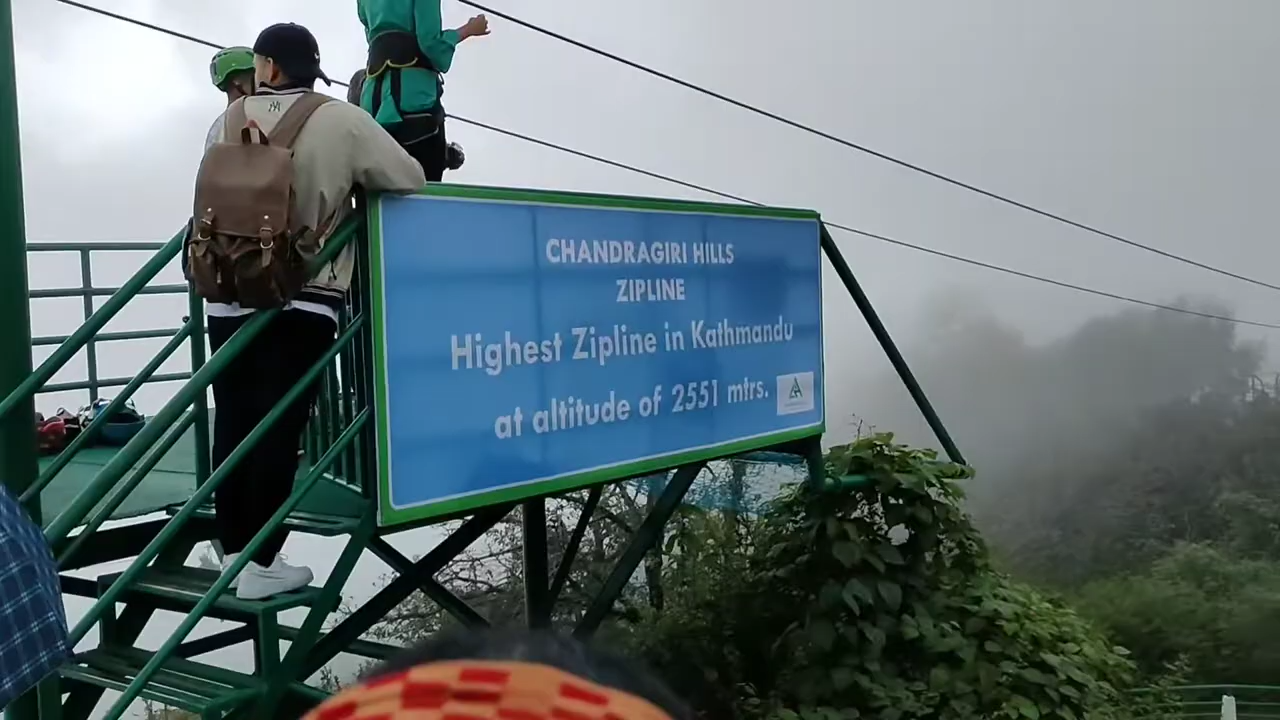 CHANDRAGIRI HILLS
ZIPLINE
Highest Zipline in Kathmandu
at altitude of 2551 mtrs.